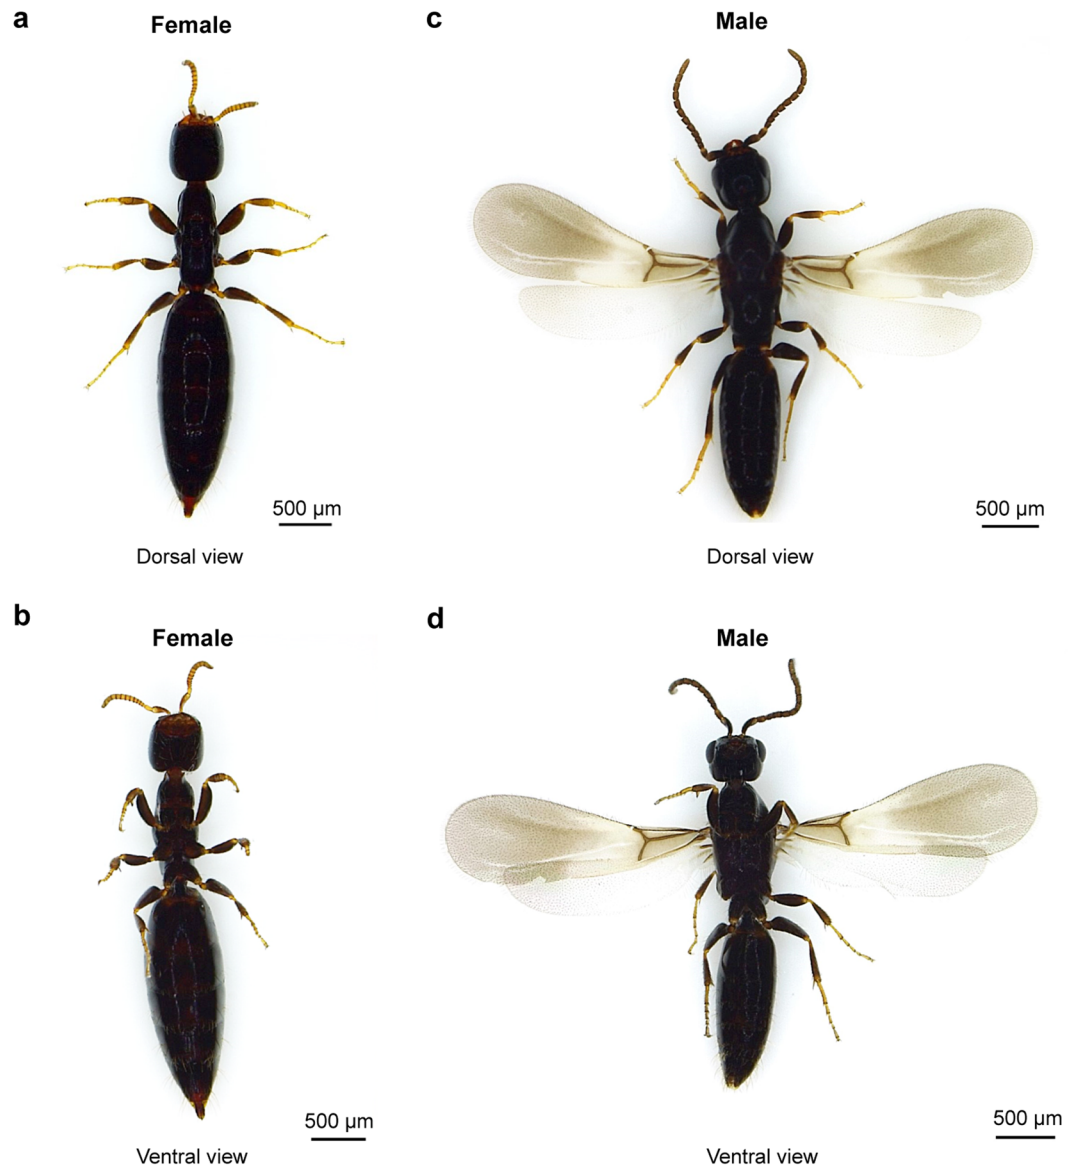 a
Female
500 µm
Dorsal view
c
Male
500 µm
Dorsal view
b
Female
500 µm
Ventral view
d
Male
500 µm
Ventral view